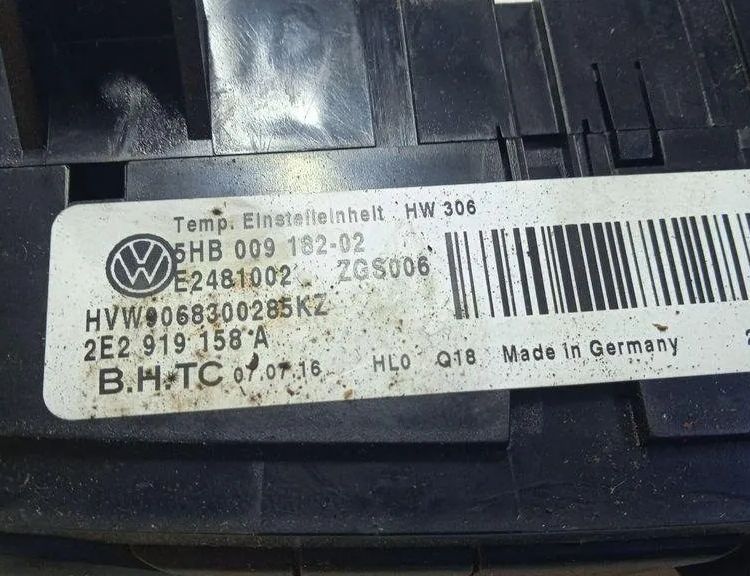 Temp. Einstelleinheit HW 306
5HB 009 182-02
E2481002 ZGS006
HVW9068300285KZ
2E2 919 158 A
B.H.TC 07.07.16 HL0 Q18 Made in Germany